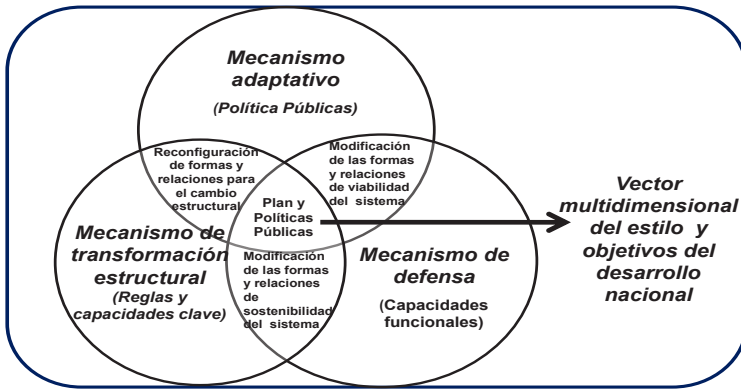 Mecanismo
adaptativo
(Política Públicas)
Reconfiguración
de formas y
relaciones para
el cambio
estructural
Modificación
de las formas
y relaciones
de viabilidad
del sistema
Plan y
Políticas
Públicas
Mecanismo de
transformación
estructural
(Reglas y
capacidades clave)
Modificación
de las formas
y relaciones
de
sostenibilidad
del sistema
Mecanismo de
defensa
(Capacidades
funcionales)
Vector
multidimensional
del estilo y
objetivos del
desarrollo
nacional